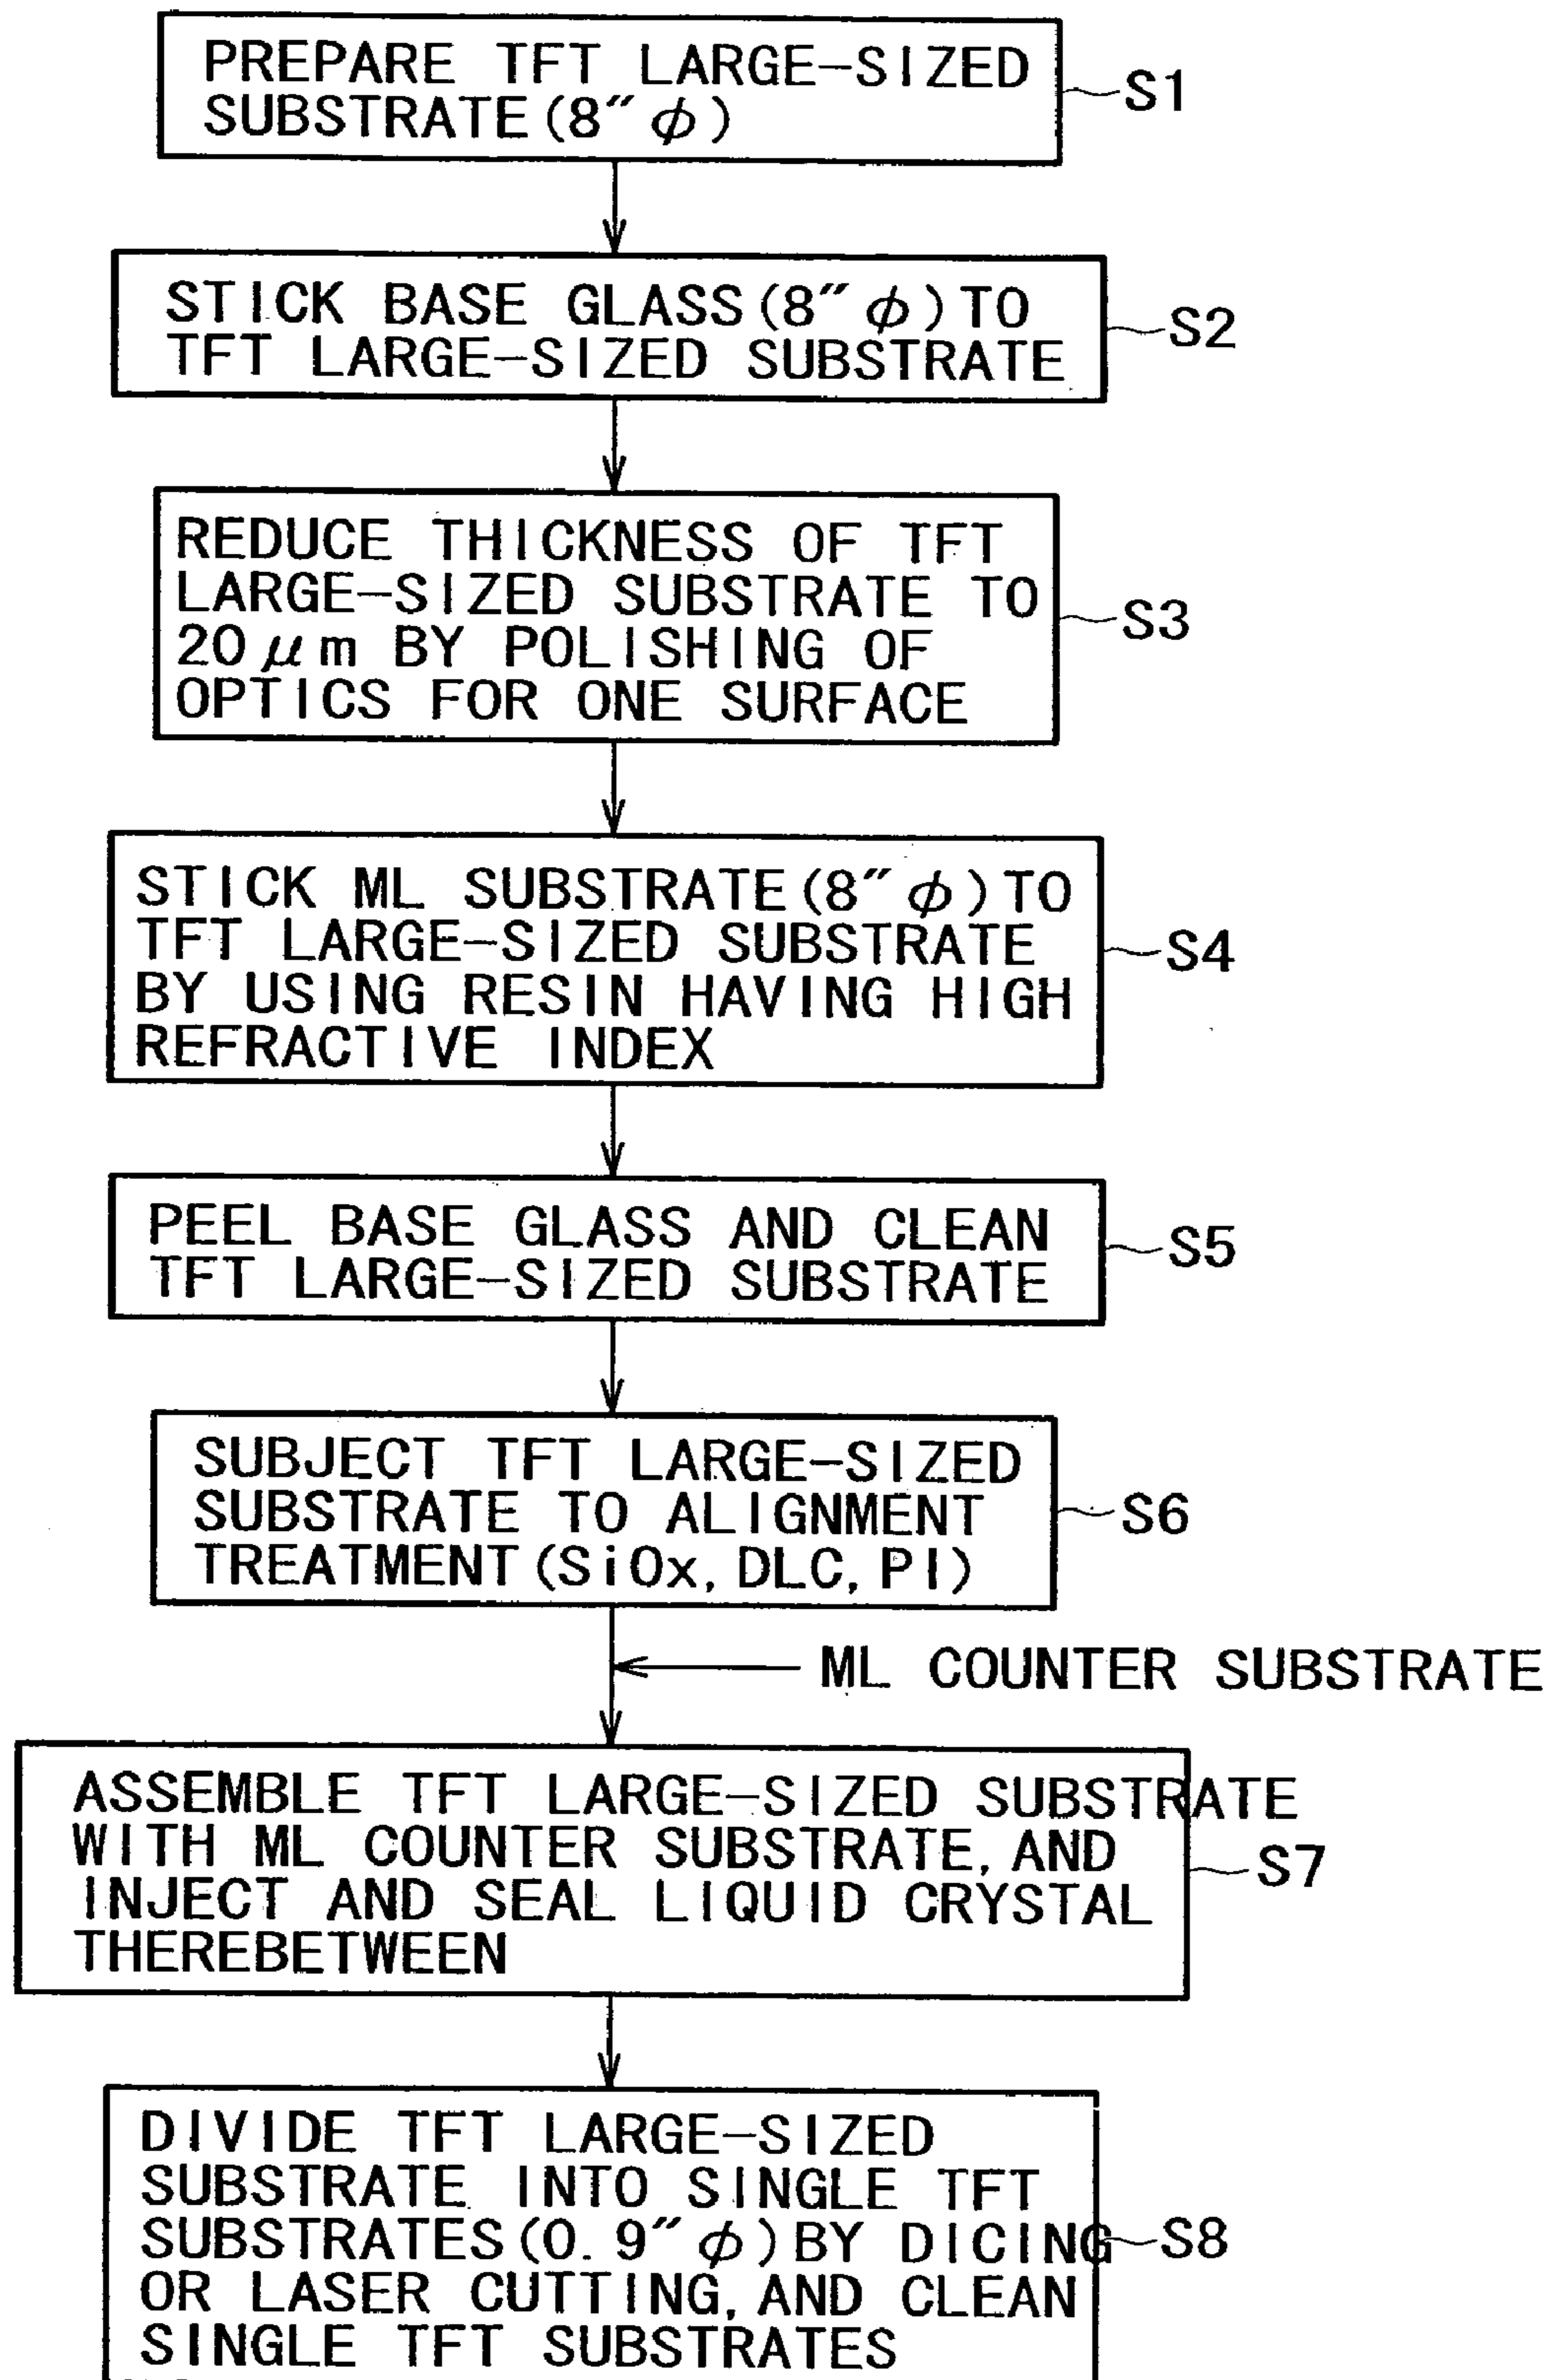 PREPARE TFT LARGE-SIZED
SUBSTRATE(8″φ)
S1
STICK BASE GLASS(8″φ)TO
TFT LARGE-SIZED SUBSTRATE
S2
REDUCE THICKNESS OF TFT
LARGE-SIZED SUBSTRATE TO
20μm BY POLISHING OF
OPTICS FOR ONE SURFACE
S3
STICK ML SUBSTRATE(8″φ)TO
TFT LARGE-SIZED SUBSTRATE
BY USING RESIN HAVING HIGH
REFRACTIVE INDEX
S4
PEEL BASE GLASS AND CLEAN
TFT LARGE-SIZED SUBSTRATE
S5
SUBJECT TFT LARGE-SIZED
SUBSTRATE TO ALIGNMENT
TREATMENT(SiOx, DLC, PI)
S6
ML COUNTER SUBSTRATE
ASSEMBLE TFT LARGE-SIZED SUBSTRATE
WITH ML COUNTER SUBSTRATE, AND
INJECT AND SEAL LIQUID CRYSTAL
THEREBETWEEN
S7
DIVIDE TFT LARGE-SIZED
SUBSTRATE INTO SINGLE TFT
SUBSTRATES(0.9″φ)BY DICING
OR LASER CUTTING, AND CLEAN
SINGLE TFT SUBSTRATES
S8